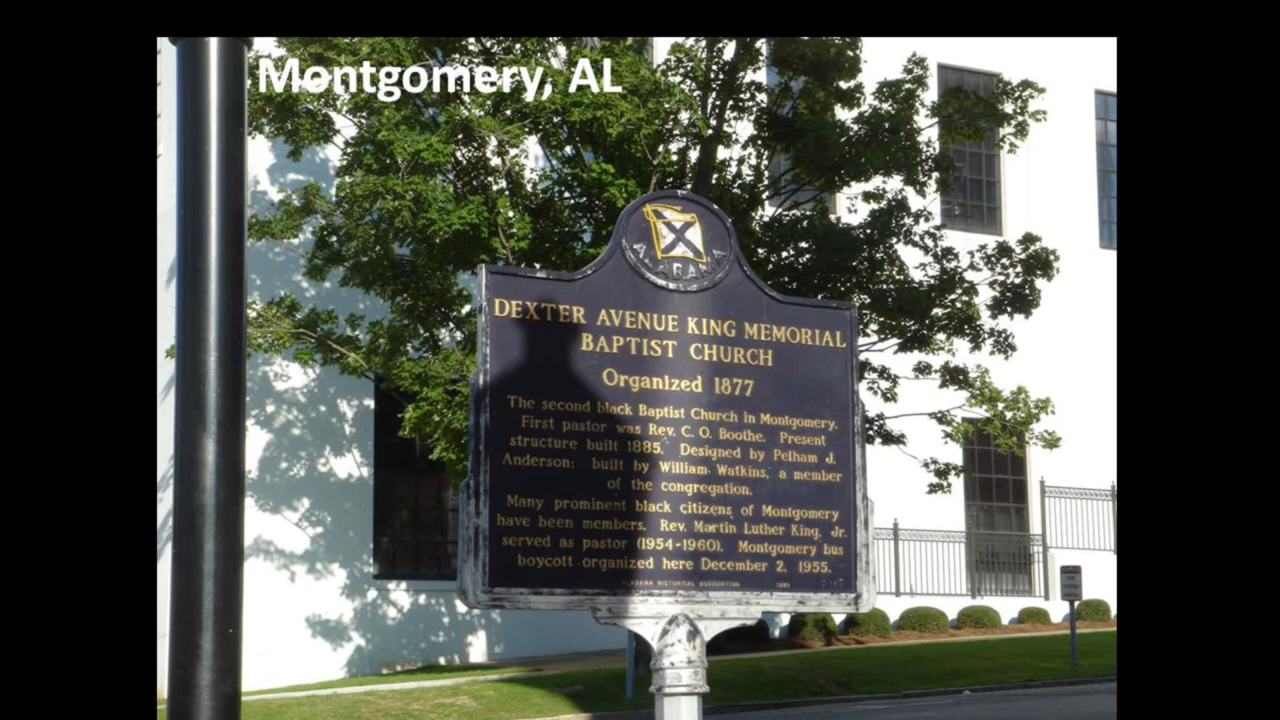 Montgomery, AL
ALABAMA
DEXTER AVENUE KING MEMORIAL
BAPTIST CHURCH
Organized 1877
The second black Baptist Church in Montgomery.
First pastor was Rev. C. O. Boothe. Present
structure built 1885. Designed by Pelham J.
Anderson; built by William Watkins, a member
of the congregation.
Many prominent black citizens of Montgomery
have been members. Rev. Martin Luther King, Jr.
served as pastor (1954-1960). Montgomery bus
boycott organized here December 2, 1955.
ALABAMA HISTORICAL ASSOCIATION